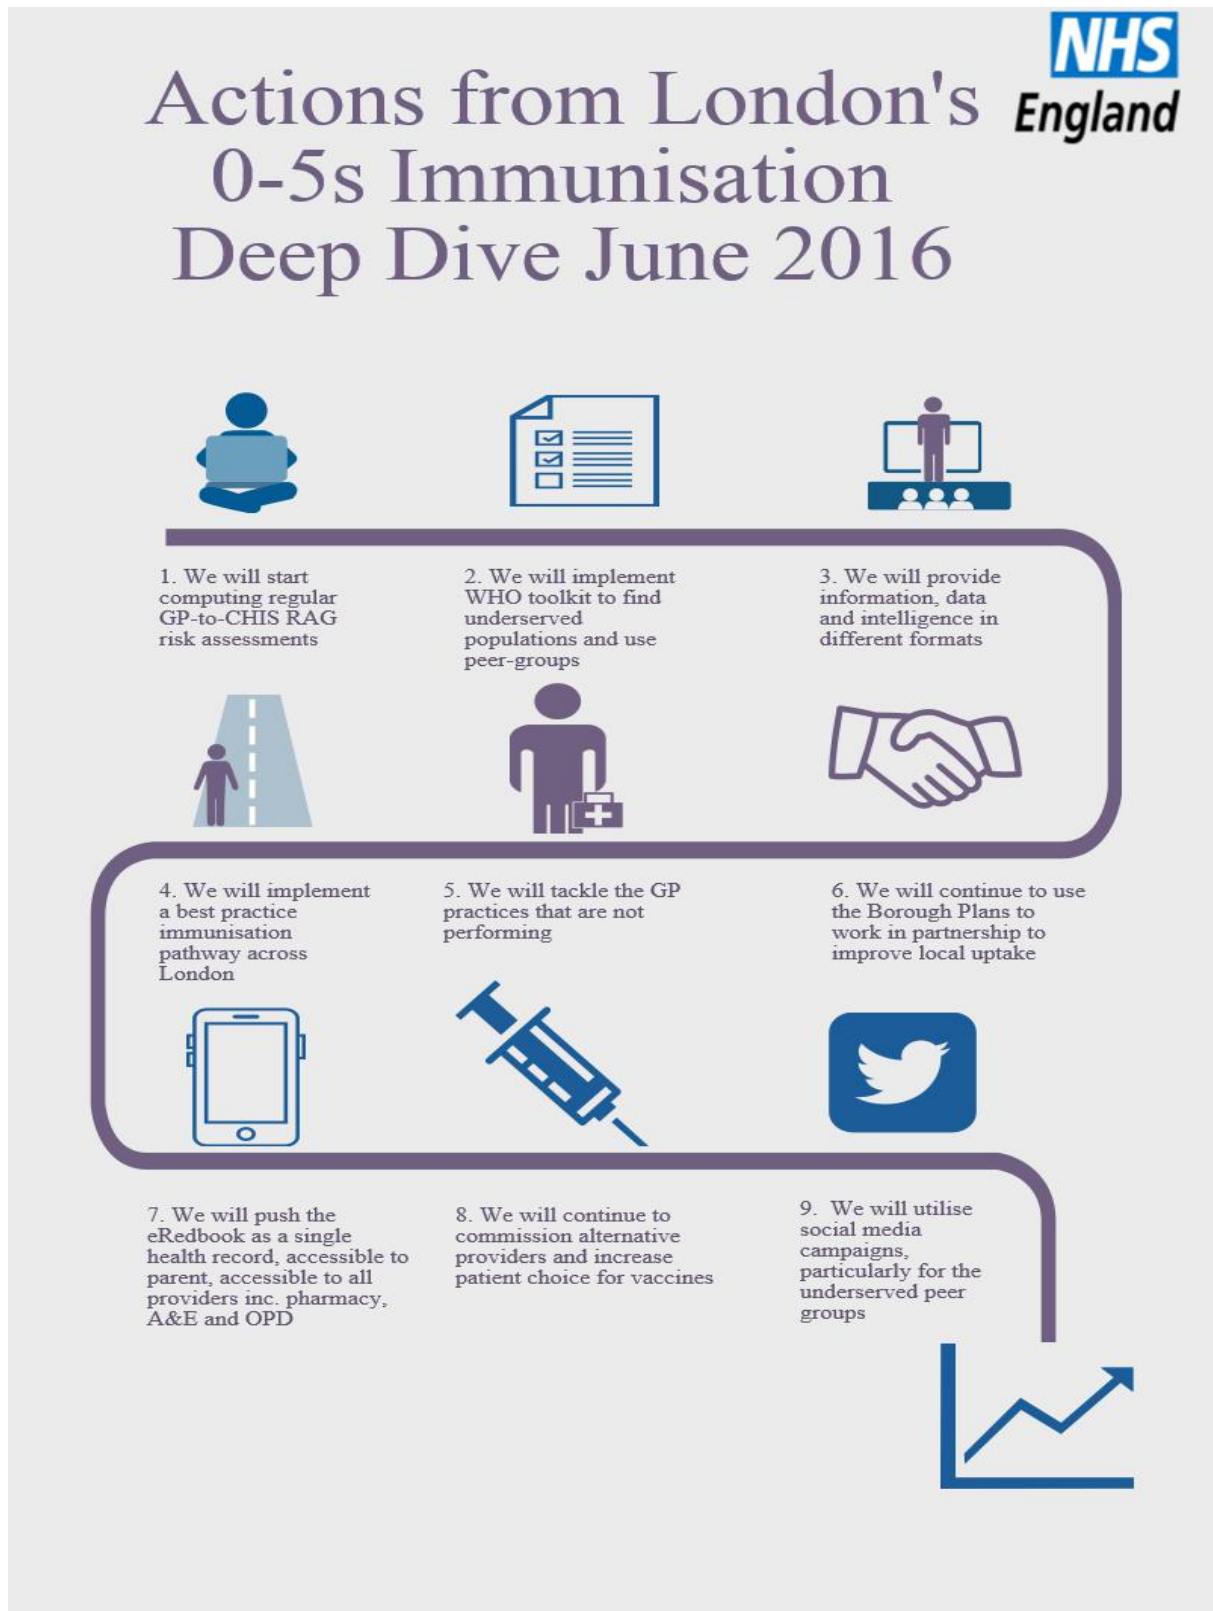 NHS
England
Actions from London's
0-5s Immunisation
Deep Dive June 2016
1. We will start
computing regular
GP-to-CHIS RAG
risk assessments
2. We will implement
WHO toolkit to find
underserved
populations and use
peer-groups
3. We will provide
information, data
and intelligence in
different formats
4. We will implement
a best practice
immunisation
pathway across
London
5. We will tackle the GP
practices that are not
performing
6. We will continue to use
the Borough Plans to
work in partnership to
improve local uptake
7. We will push the
eRedbook as a single
health record, accessible to
parent, accessible to all
providers inc. pharmacy,
A&E and OPD
8. We will continue to
commission alternative
providers and increase
patient choice for vaccines
9. We will utilise
social media
campaigns,
particularly for the
underserved peer
groups